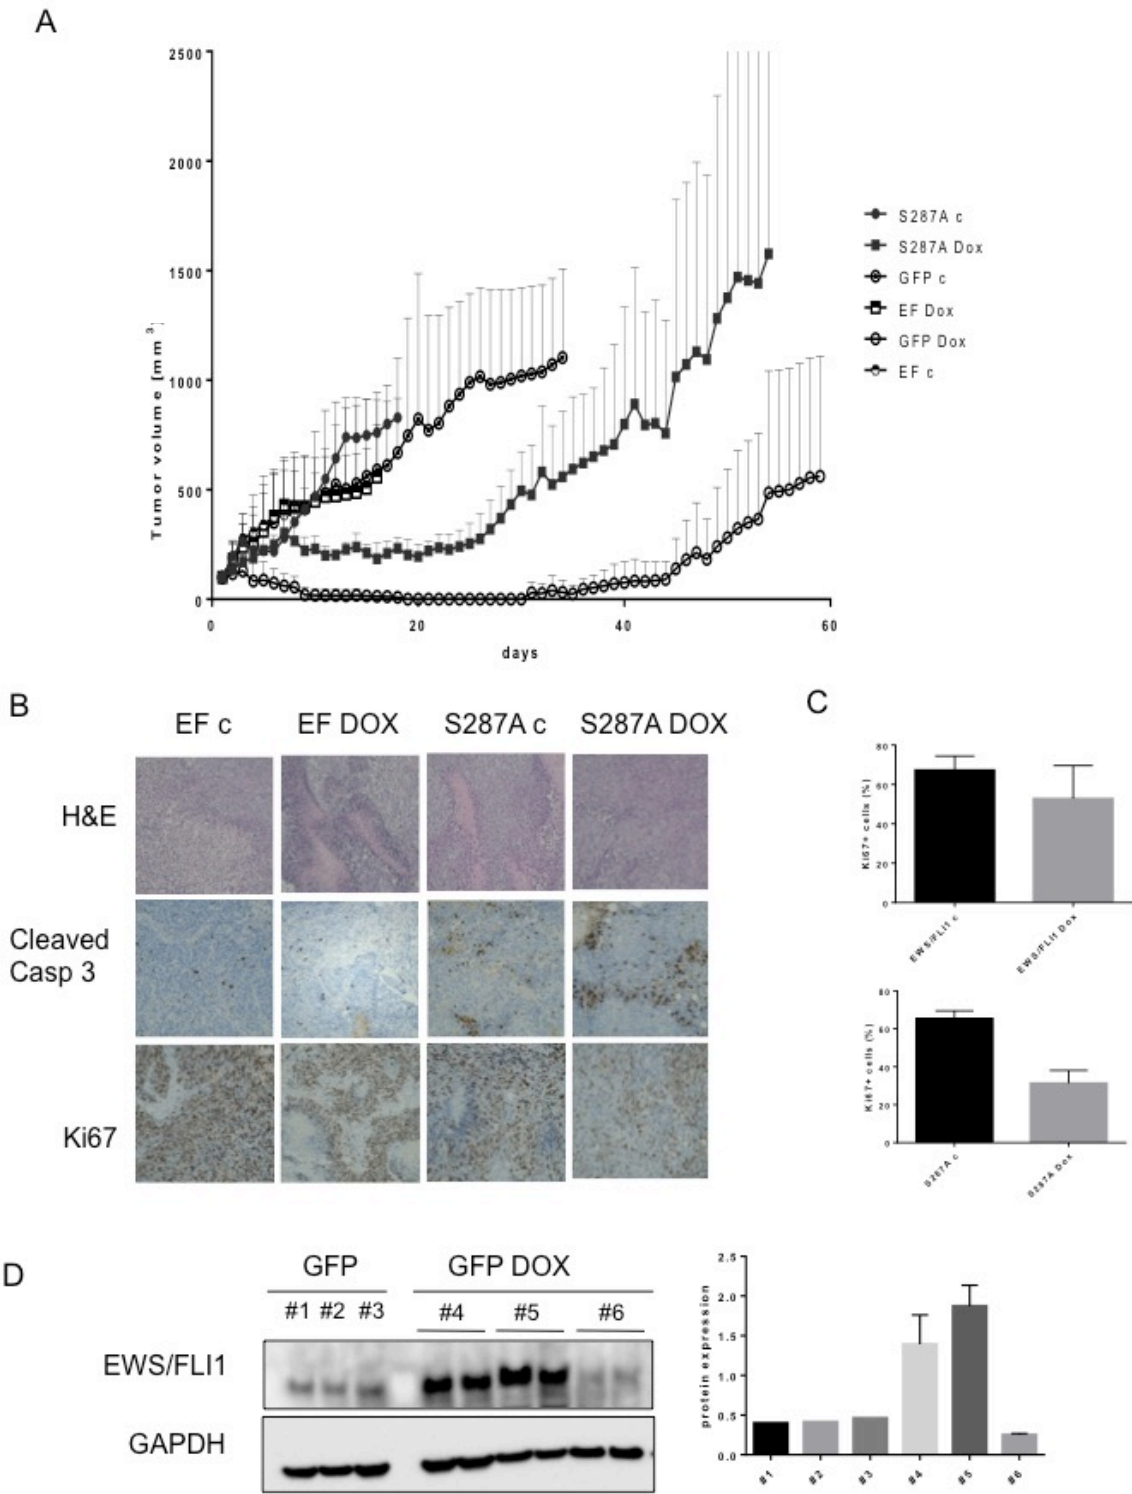 A
2500
2000
1500
1000
500
0
Tumor volume [mm 3]
0 20 40 60
days
S287A c
S287A Dox
GFP c
EF Dox
GFP Dox
EF c
B
EF c EF DOX S287A c S287A DOX
H&E
Cleaved
Casp 3
Ki67
C
80
60
40
20
0
Ki67+ cells (%)
EWS/FLI1 c EWS/FLI1 Dox
80
60
40
20
0
Ki67+ cells (%)
S287A c S287A Dox
D
GFP GFP DOX
#1 #2 #3 #4 #5 #6
EWS/FLI1
GAPDH
2.5
2.0
1.5
1.0
0.5
0.0
protein expression
#1 #2 #3 #4 #5 #6